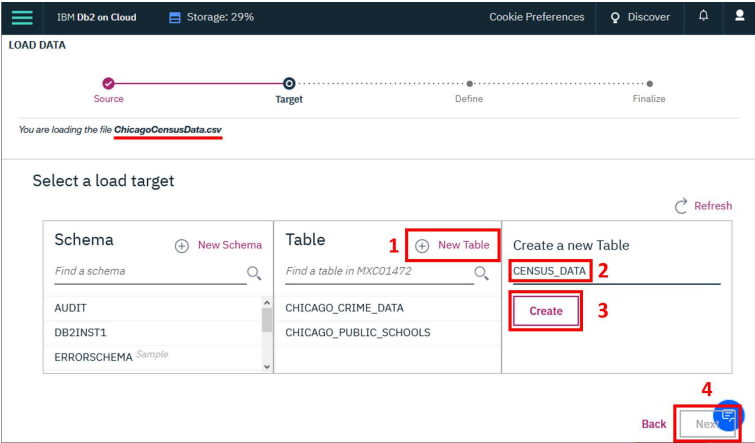 IBM Db2 on Cloud
Storage: 29%
Cookie Preferences
Discover
LOAD DATA
Source
Target
Define
Finalize
You are loading the file ChicagoCensusData.csv
Select a load target
Refresh
Schema
New Schema
Find a schema
AUDIT
DB2INST1
ERRORSCHEMA Sample
Table
1
New Table
Find a table in MXC01472
CHICAGO_CRIME_DATA
CHICAGO_PUBLIC_SCHOOLS
Create a new Table
CENSUS_DATA 2
Create 3
4
Back